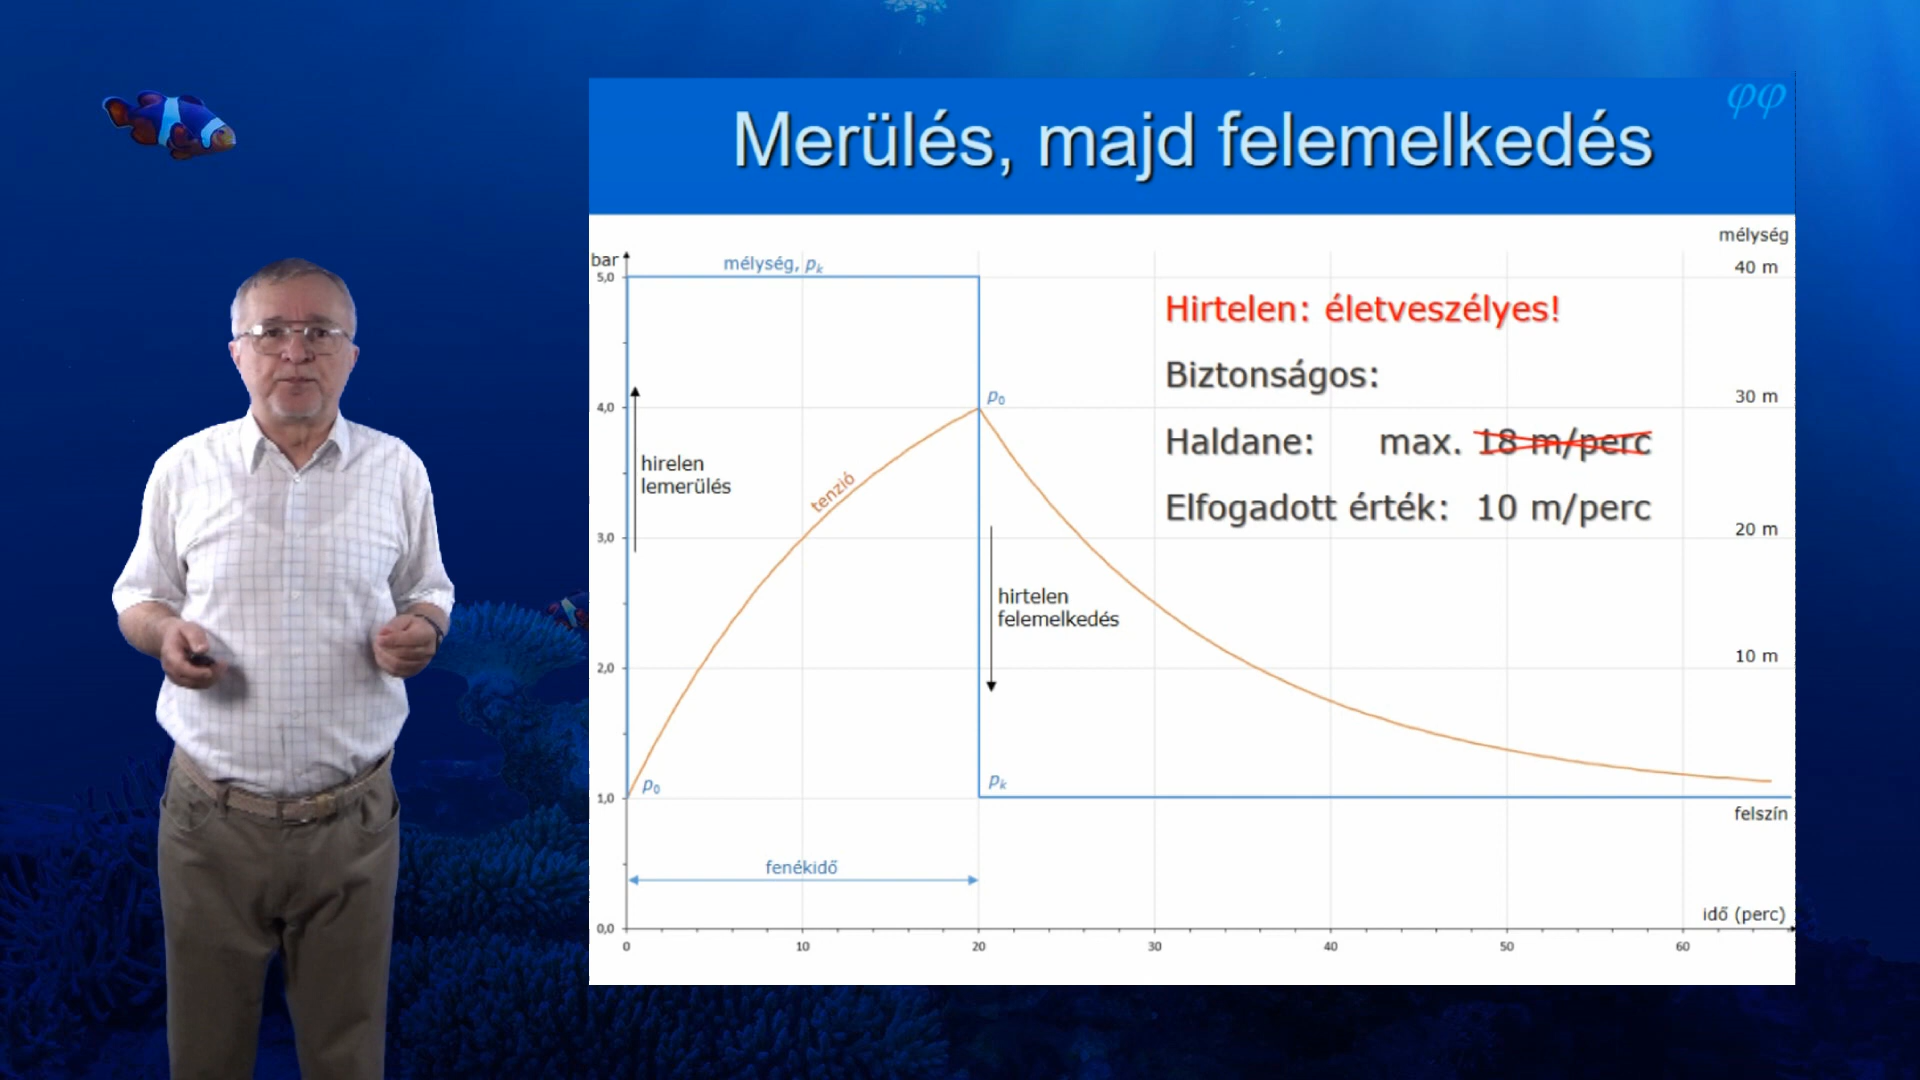 φφ
Merülés, majd felemelkedés
mélység
bar
mélység, pk
40 m
5,0
Hirtelen: életveszélyes!
Biztonságos:
p0
30 m
4,0
Haldane: max. 18 m/perc
hirelen
lemerülés
tenzió
Elfogadott érték: 10 m/perc
20 m
3,0
hirtelen
felemelkedés
10 m
2,0
p0
pk
1,0
felszín
fenékidő
idő (perc)
0,0
0 10 20 30 40 50 60